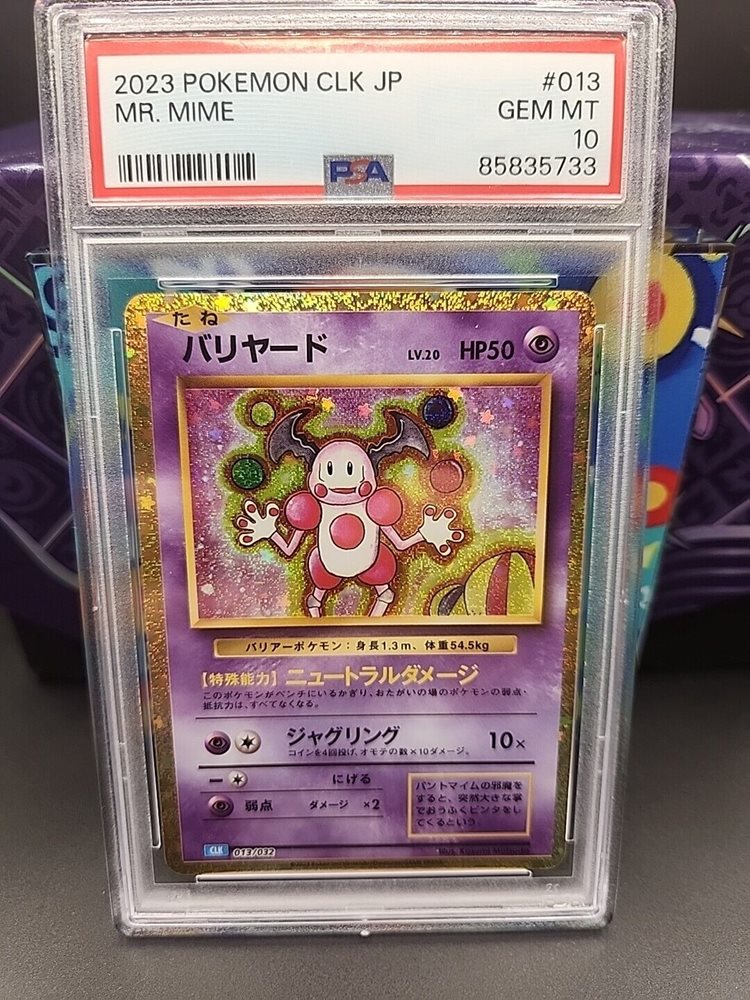 2023 POKEMON CLK JP #013
MR. MIME GEM MT
10
PSA 85835733
たね
バリヤード LV.20 HP50
バリアーポケモン：身長1.3m、体重54.5kg
【特殊能力】ニュートラルダメージ
このポケモンがベンチにいるかぎり、おたがいの場のポケモンの弱点・
抵抗力は、すべてなくなる。
ジャグリング 10×
コインを4回投げ、オモテの数×10ダメージ。
にげる
弱点 ダメージ ×2
パントマイムの邪魔を
すると、突然大きな掌
でおうふくビンタをし
てくるという。
CLK 013/032
Illus.